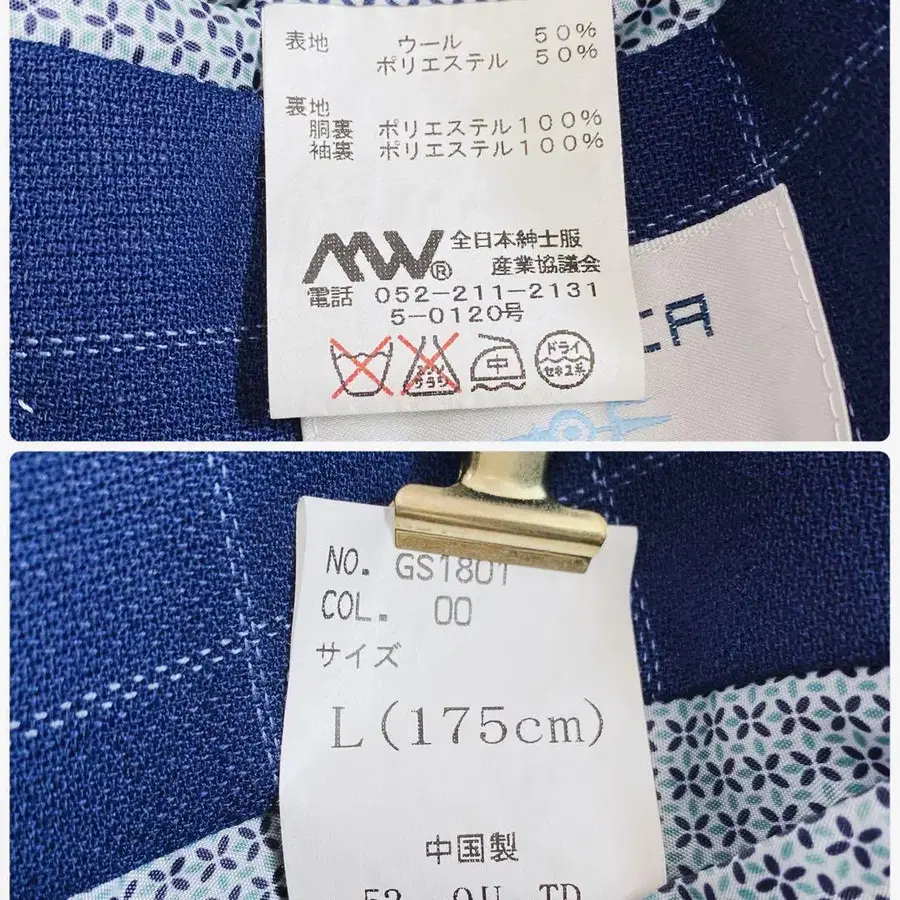 表地 ウール 50%
ポリエステル 50%
裏地
胴裏 ポリエステル100%
袖裏 ポリエステル100%
MW® 全日本紳士服
産業協議会
電話 052-211-2131
5-0120号
中
ドライ
セキユ系
CA
NO. GS1801
COL. 00
サイズ
L(175cm)
中国製